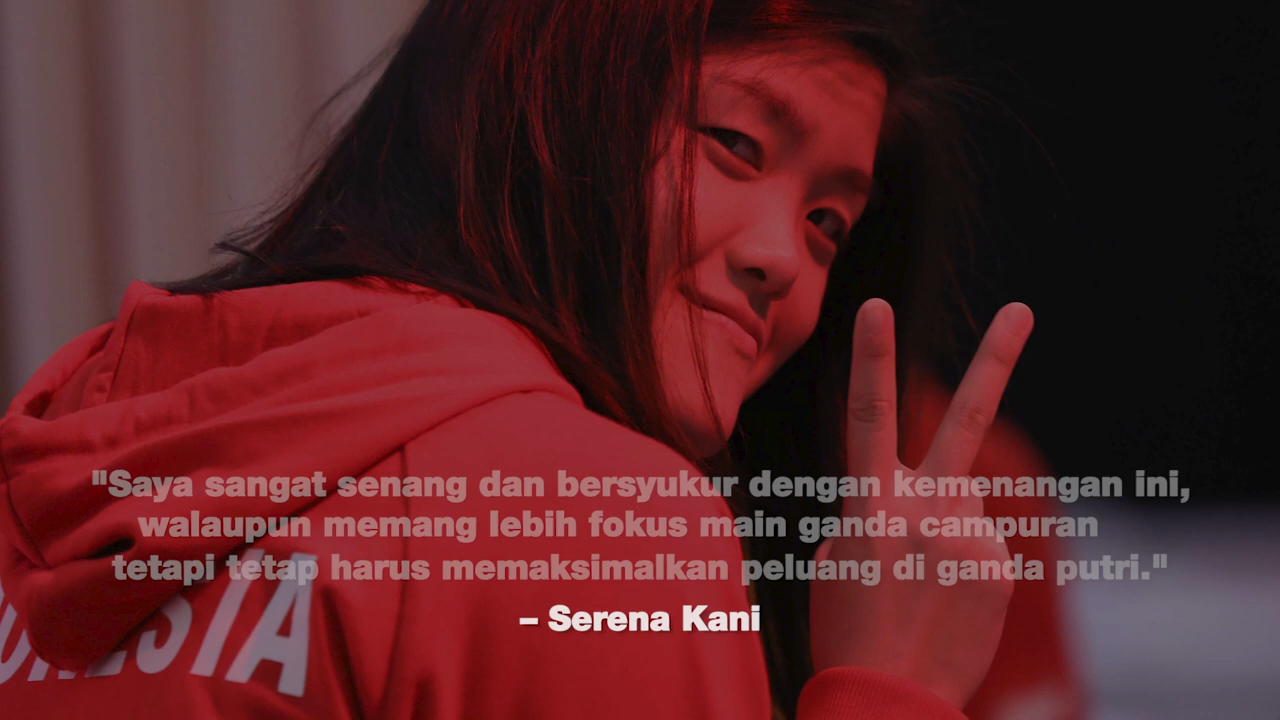 "Saya sangat senang dan bersyukur dengan kemenangan ini,
walaupun memang lebih fokus main ganda campuran
tetapi tetap harus memaksimalkan peluang di ganda putri."
– Serena Kani